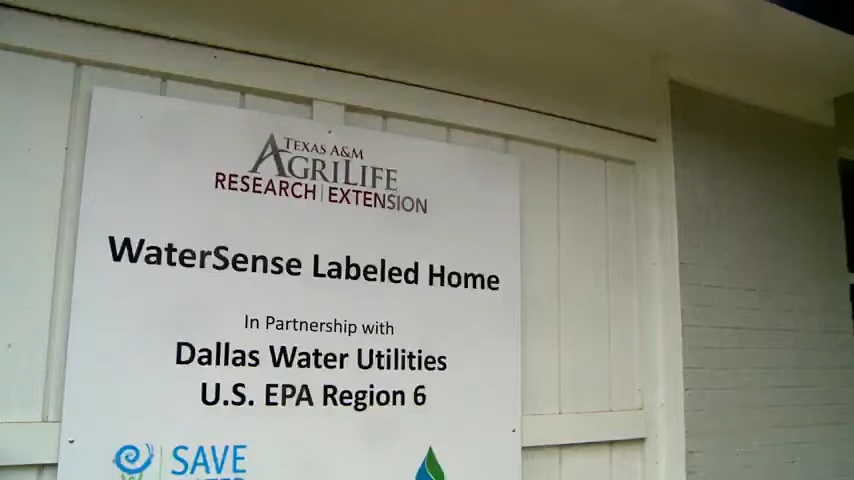 TEXAS A&M
AGRILIFE
RESEARCH | EXTENSION
WaterSense Labeled Home
In Partnership with
Dallas Water Utilities
U.S. EPA Region 6
SAVE